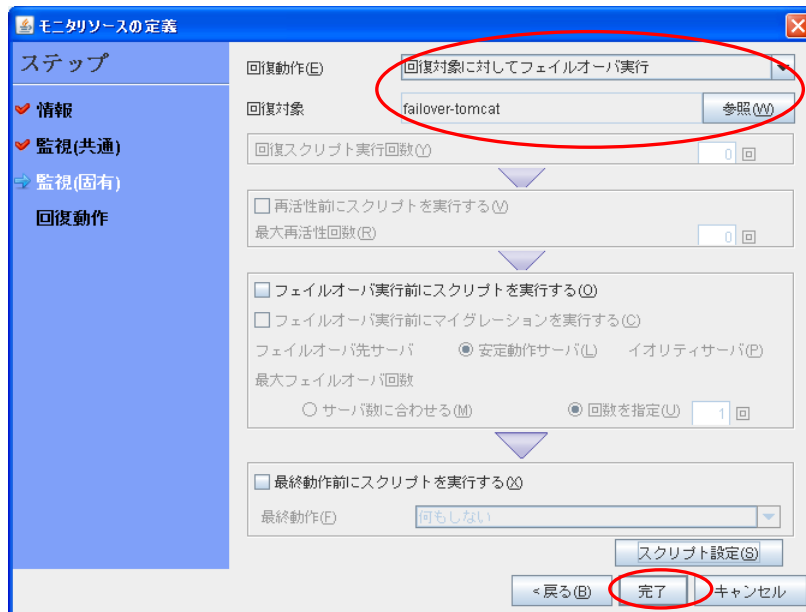 モニタリソースの定義
ステップ
情報
監視(共通)
監視(固有)
回復動作
回復動作(E) 回復対象に対してフェイルオーバ実行
回復対象 failover-tomcat 参照(W)
回復スクリプト実行回数(Y) 0 回
再活性前にスクリプトを実行する(V)
最大再活性回数(R) 0 回
フェイルオーバ実行前にスクリプトを実行する(O)
フェイルオーバ実行前にマイグレーションを実行する(C)
フェイルオーバ先サーバ 安定動作サーバ(L) イオリティサーバ(P)
最大フェイルオーバ回数
サーバ数に合わせる(M) 回数を指定(U) 1 回
最終動作前にスクリプトを実行する(X)
最終動作(F) 何もしない
スクリプト設定(S)
<戻る(B) 完了 キャンセル